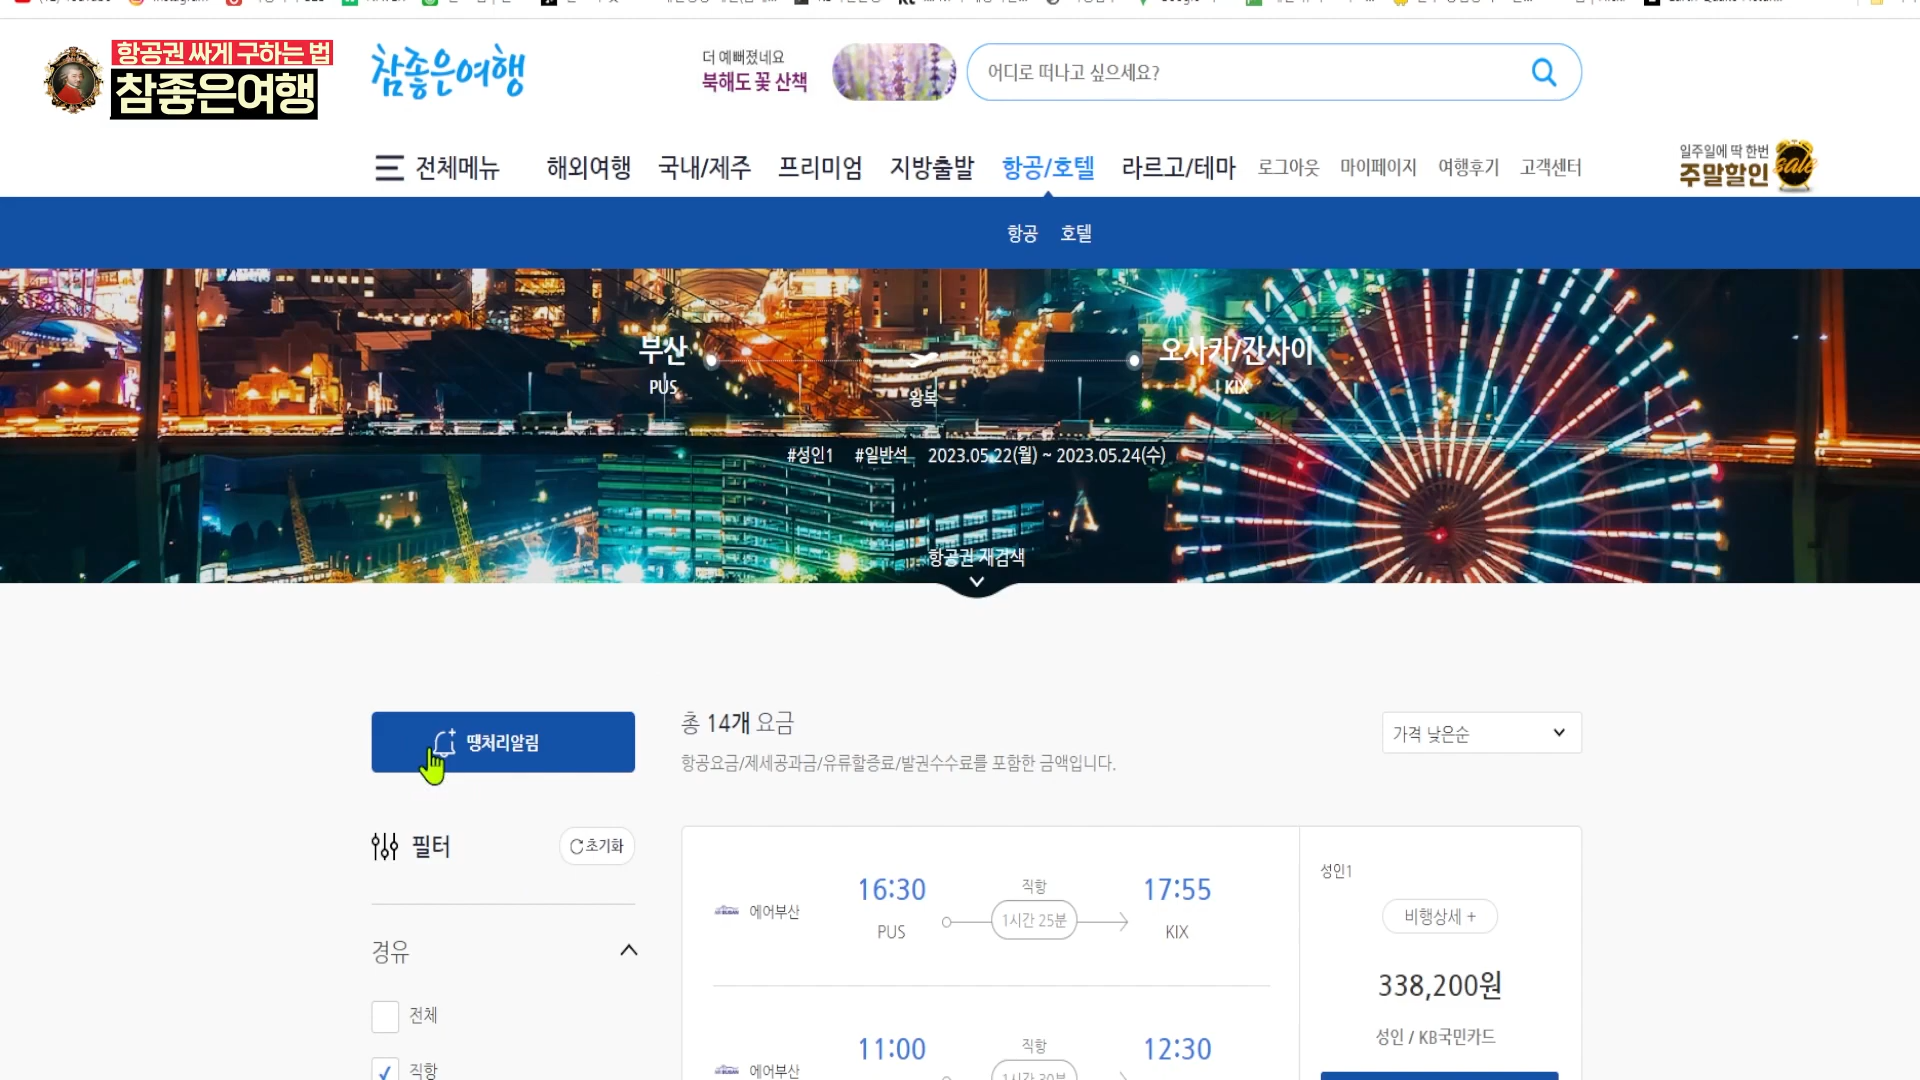 항공권 싸게 구하는 법
참좋은여행
참좋은여행
더 예뻐졌네요
북해도 꽃 산책
어디로 떠나고 싶으세요?
전체메뉴 해외여행 국내/제주 프리미엄 지방출발 항공/호텔 라르고/테마 로그아웃 마이페이지 여행후기 고객센터
일주일에 딱 한번
주말할인
sale
항공 호텔
부산 오사카/간사이
PUS KIX
왕복
#성인1 #일반석 2023.05.22(월) ~ 2023.05.24(수)
항공권 재검색
땡처리알림
총 14개 요금
가격 낮은순
항공요금/제세공과금/유류할증료/발권수수료를 포함한 금액입니다.
필터
초기화
성인1
에어부산 16:30 직항 17:55
PUS 1시간 25분 KIX
비행상세 +
경유
338,200원
전체
성인 / KB국민카드
에어부산 11:00 직항 12:30
1시간 30분
직항